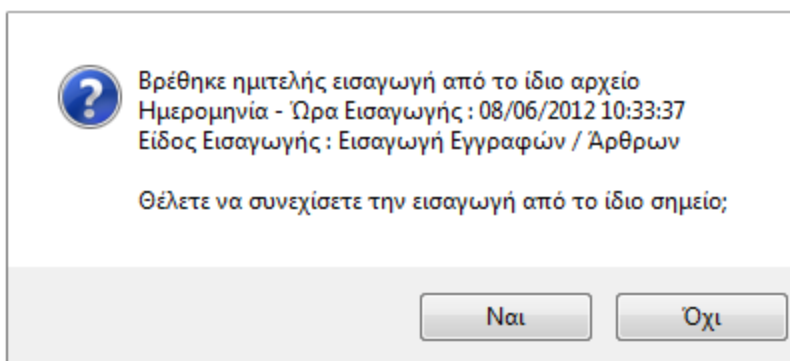 Βρέθηκε ημιτελής εισαγωγή από το ίδιο αρχείο
Ημερομηνία - Ώρα Εισαγωγής : 08/06/2012 10:33:37
Είδος Εισαγωγής : Εισαγωγή Εγγραφών / Άρθρων
Θέλετε να συνεχίσετε την εισαγωγή από το ίδιο σημείο;
Ναι Όχι